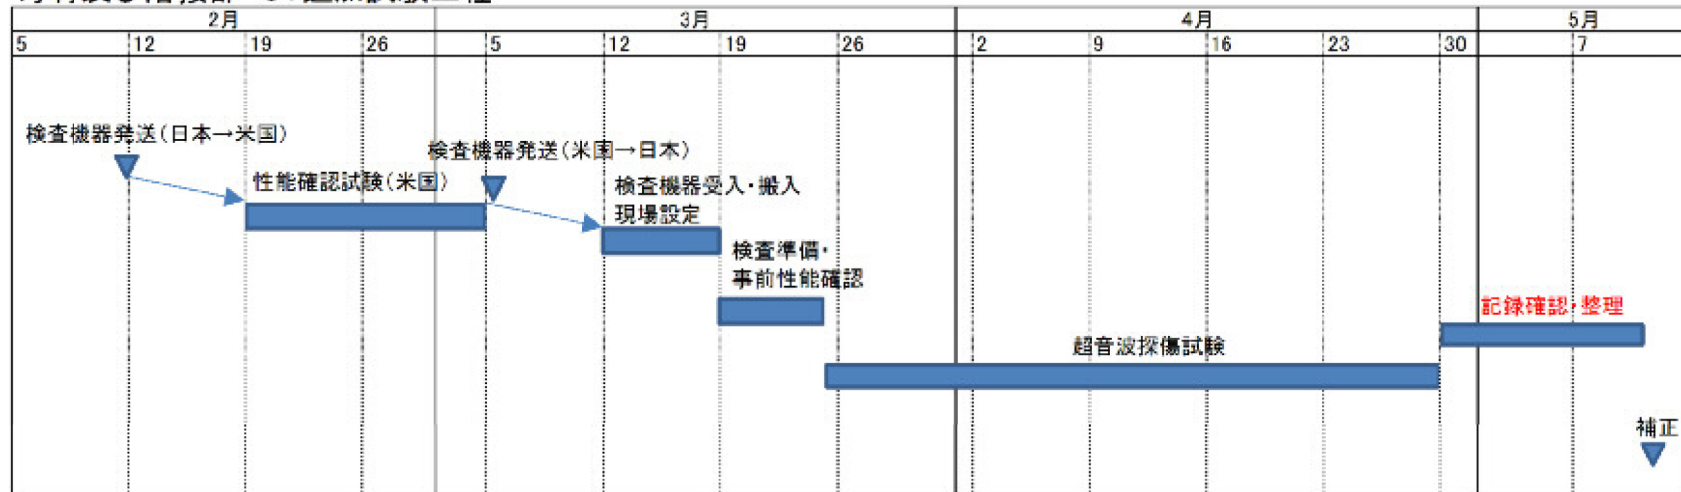 2月 3月 4月 5月
5 12 19 26 5 12 19 26 2 9 16 23 30 7
検査機器発送(日本→米国)
検査機器発送(米国→日本)
性能確認試験(米国)
検査機器受入・搬入
現場設定
検査準備・
事前性能確認
記録確認・整理
超音波探傷試験
補正